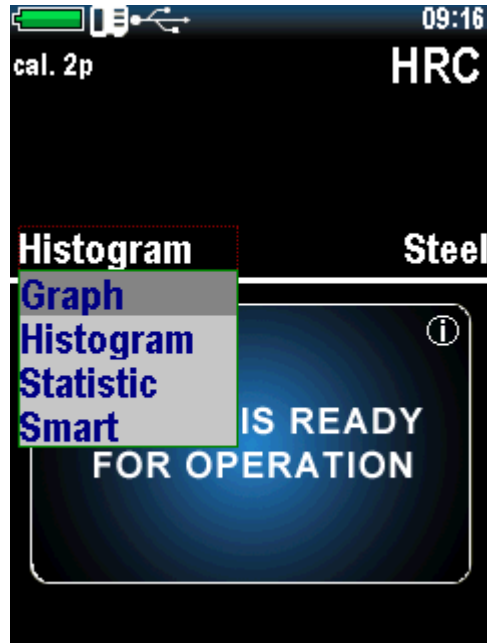 09:16
cal. 2p HRC
Histogram Steel
Graph
Histogram
Statistic
Smart
IS READY
FOR OPERATION